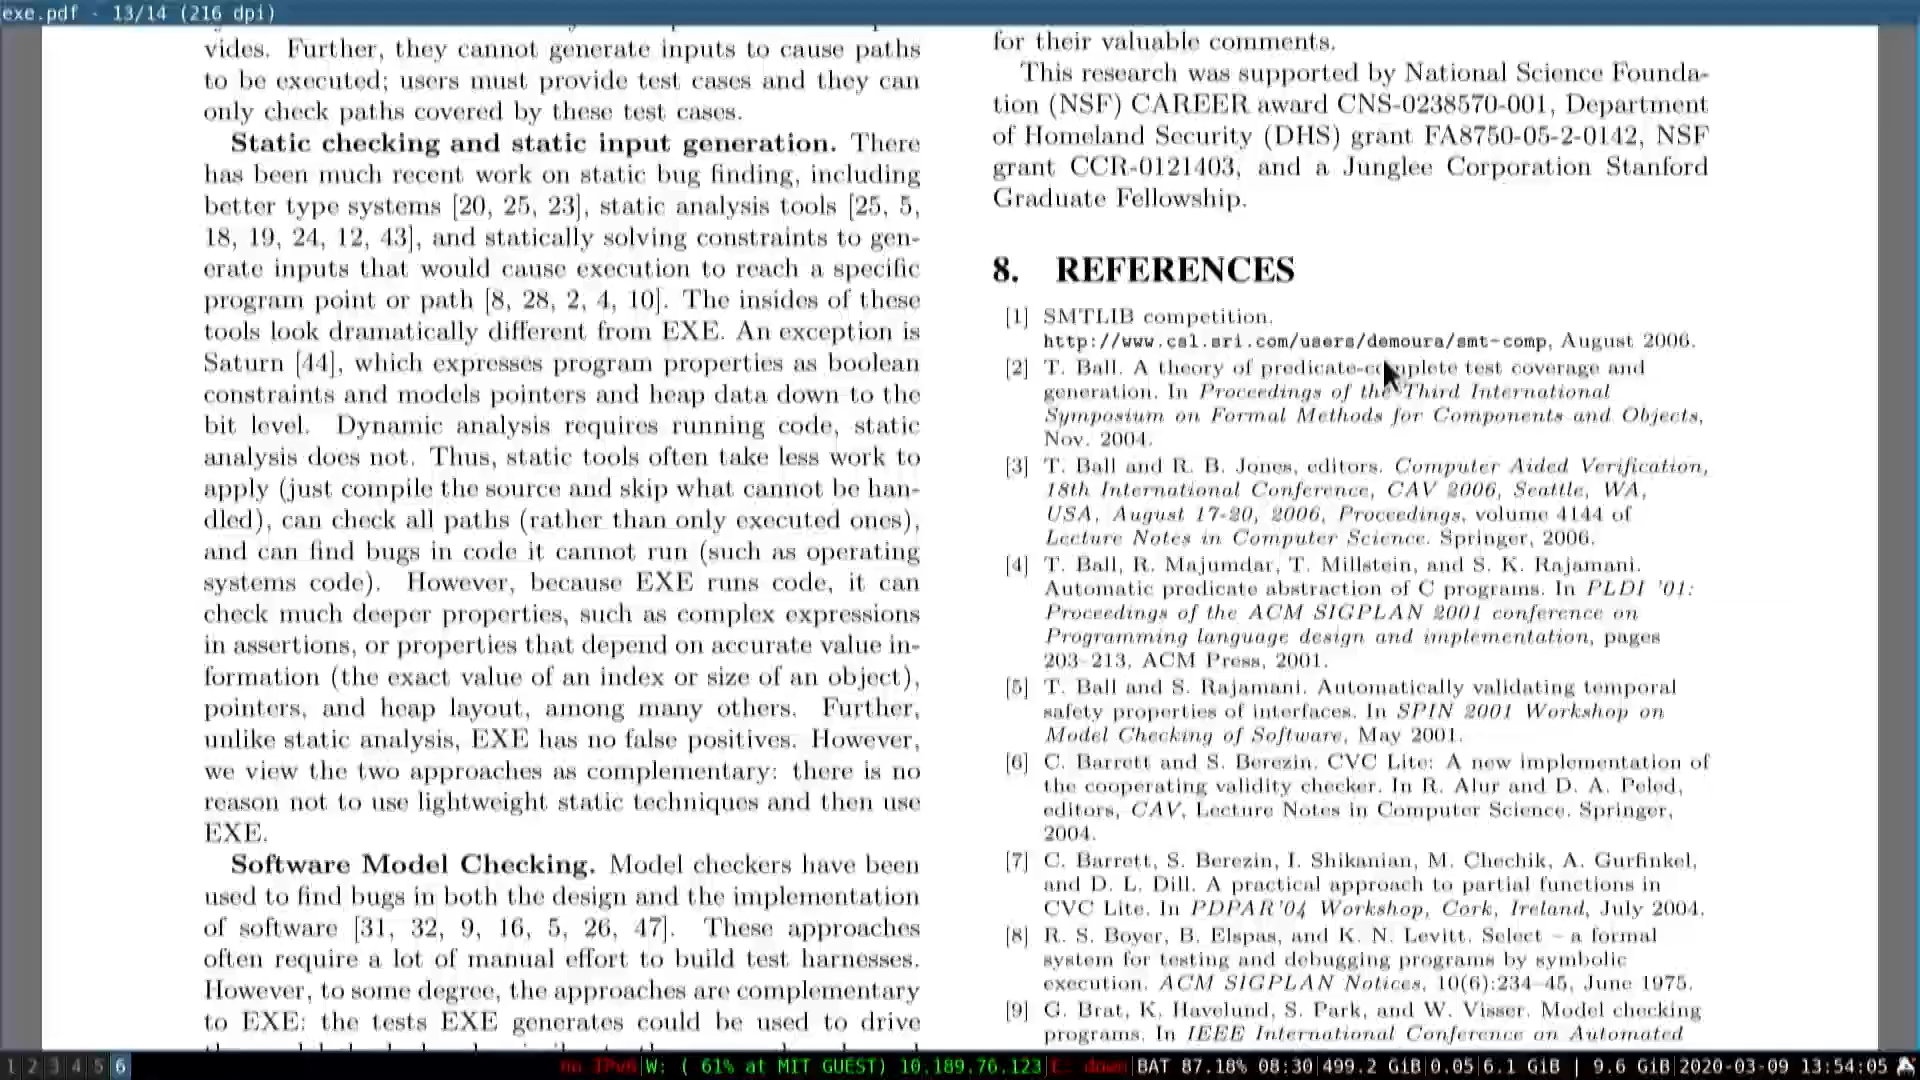 exe.pdf - 13/14 (216 dpi)
vides. Further, they cannot generate inputs to cause paths
to be executed; users must provide test cases and they can
only check paths covered by these test cases.
Static checking and static input generation. There
has been much recent work on static bug finding, including
better type systems [20, 25, 23], static analysis tools [25, 5,
18, 19, 24, 12, 43], and statically solving constraints to gen-
erate inputs that would cause execution to reach a specific
program point or path [8, 28, 2, 4, 10]. The insides of these
tools look dramatically different from EXE. An exception is
Saturn [44], which expresses program properties as boolean
constraints and models pointers and heap data down to the
bit level. Dynamic analysis requires running code, static
analysis does not. Thus, static tools often take less work to
apply (just compile the source and skip what cannot be han-
dled), can check all paths (rather than only executed ones),
and can find bugs in code it cannot run (such as operating
systems code). However, because EXE runs code, it can
check much deeper properties, such as complex expressions
in assertions, or properties that depend on accurate value in-
formation (the exact value of an index or size of an object),
pointers, and heap layout, among many others. Further,
unlike static analysis, EXE has no false positives. However,
we view the two approaches as complementary: there is no
reason not to use lightweight static techniques and then use
EXE.
Software Model Checking. Model checkers have been
used to find bugs in both the design and the implementation
of software [31, 32, 9, 16, 5, 26, 47]. These approaches
often require a lot of manual effort to build test harnesses.
However, to some degree, the approaches are complementary
to EXE: the tests EXE generates could be used to drive
for their valuable comments.
This research was supported by National Science Founda-
tion (NSF) CAREER award CNS-0238570-001, Department
of Homeland Security (DHS) grant FA8750-05-2-0142, NSF
grant CCR-0121403, and a Junglee Corporation Stanford
Graduate Fellowship.
8. REFERENCES
[1] SMTLIB competition.
http://www.csl.sri.com/users/demoura/smt-comp, August 2006.
[2] T. Ball. A theory of predicate-complete test coverage and
generation. In Proceedings of the Third International
Symposium on Formal Methods for Components and Objects,
Nov. 2004.
[3] T. Ball and R. B. Jones, editors. Computer Aided Verification,
18th International Conference, CAV 2006, Seattle, WA,
USA, August 17-20, 2006, Proceedings, volume 4144 of
Lecture Notes in Computer Science. Springer, 2006.
[4] T. Ball, R. Majumdar, T. Millstein, and S. K. Rajamani.
Automatic predicate abstraction of C programs. In PLDI '01:
Proceedings of the ACM SIGPLAN 2001 conference on
Programming language design and implementation, pages
203–213. ACM Press, 2001.
[5] T. Ball and S. Rajamani. Automatically validating temporal
safety properties of interfaces. In SPIN 2001 Workshop on
Model Checking of Software, May 2001.
[6] C. Barrett and S. Berezin. CVC Lite: A new implementation of
the cooperating validity checker. In R. Alur and D. A. Peled,
editors, CAV, Lecture Notes in Computer Science. Springer,
2004.
[7] C. Barrett, S. Berezin, I. Shikanian, M. Chechik, A. Gurfinkel,
and D. L. Dill. A practical approach to partial functions in
CVC Lite. In PDPAR'04 Workshop, Cork, Ireland, July 2004.
[8] R. S. Boyer, B. Elspas, and K. N. Levitt. Select – a formal
system for testing and debugging programs by symbolic
execution. ACM SIGPLAN Notices, 10(6):234–45, June 1975.
[9] G. Brat, K. Havelund, S. Park, and W. Visser. Model checking
programs. In IEEE International Conference on Automated
1 2 3 4 5 6 no IPv6|W: ( 61% at MIT GUEST) 10.189.76.123|E: down|BAT 87.18% 08:30|499.2 GiB|0.05|6.1 GiB | 9.6 GiB|2020-03-09 13:54:05